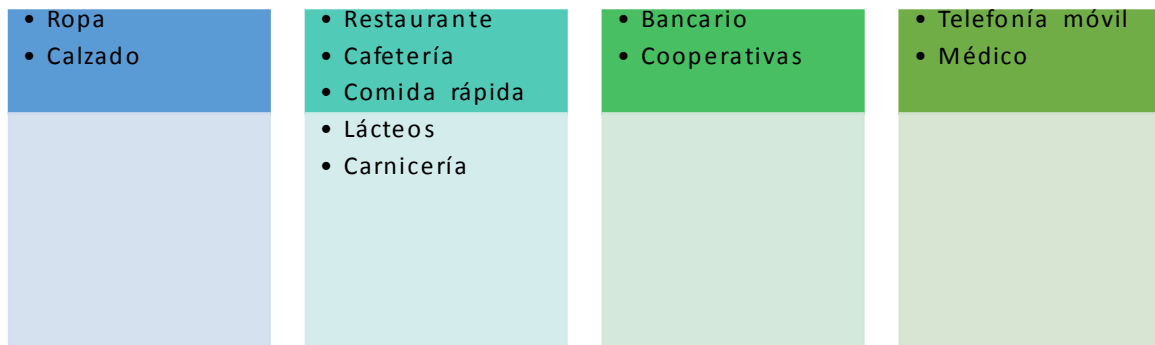 • Ropa
• Calzado
• Restaurante
• Cafetería
• Comida rápida
• Lácteos
• Carnicería
• Bancario
• Cooperativas
• Telefonía móvil
• Médico